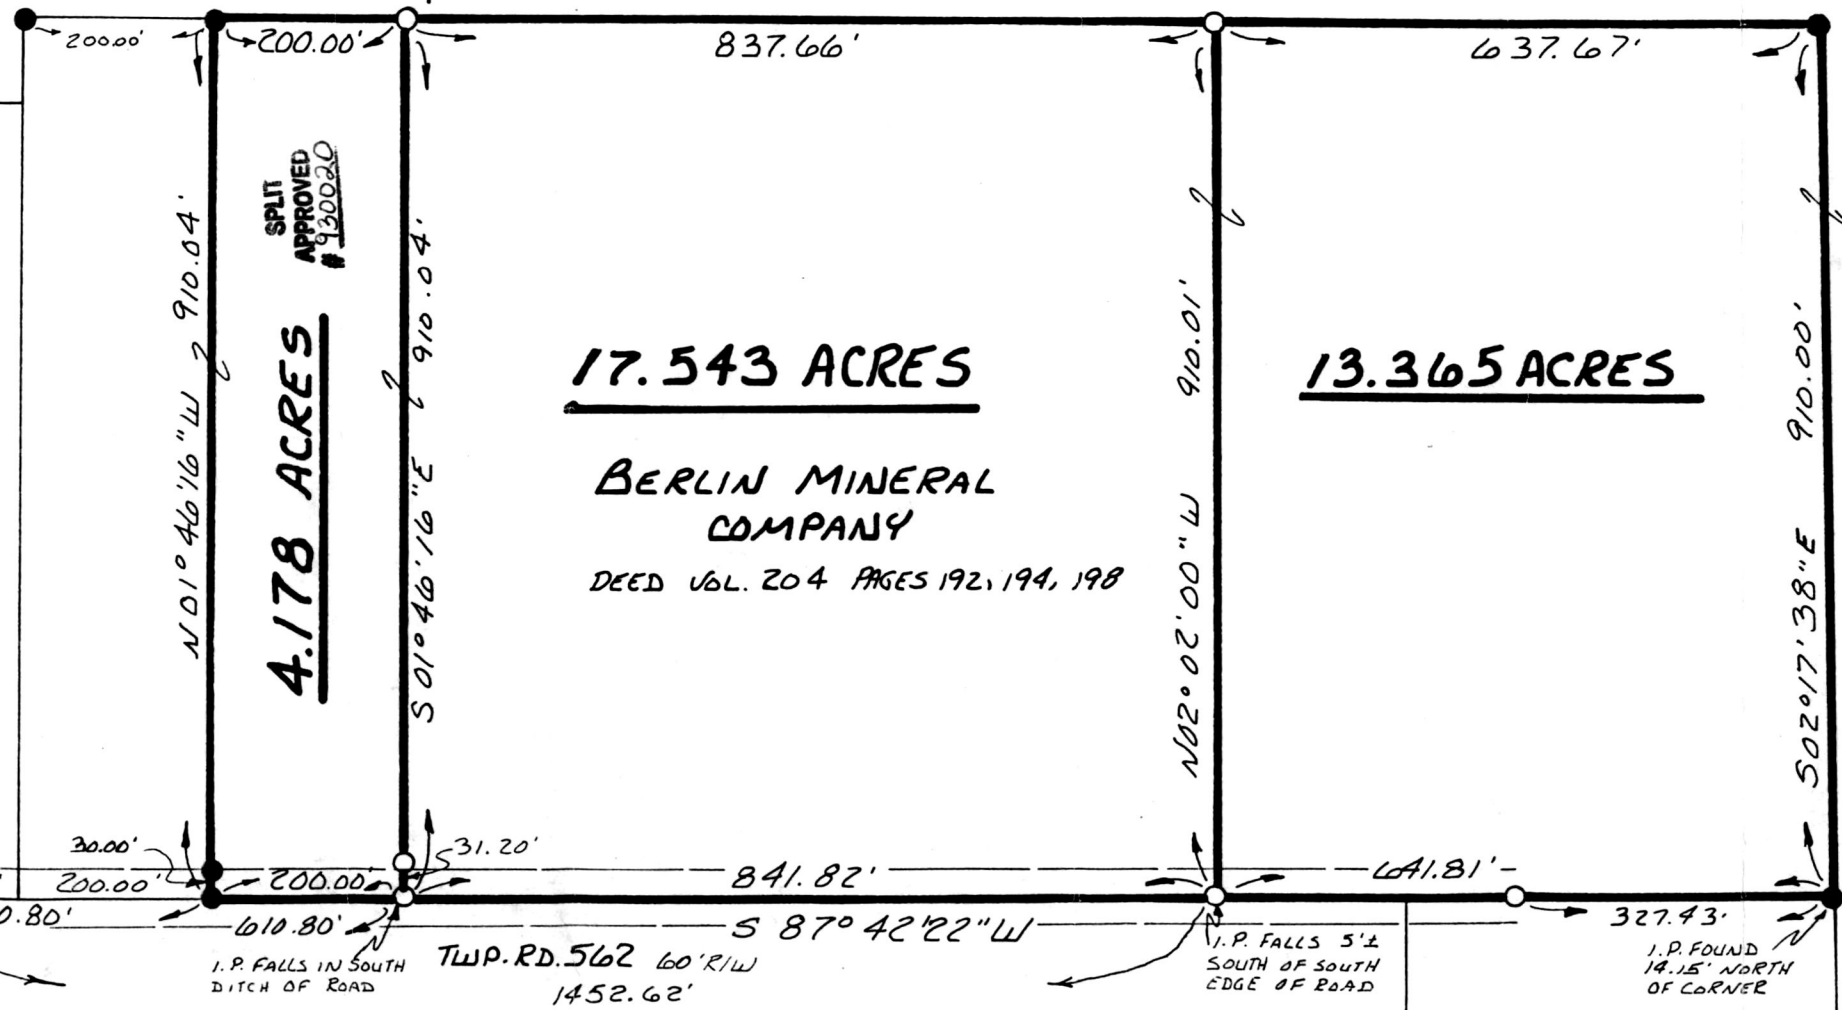 200.00'
200.00'
837.66'
637.67'
SPLIT
APPROVED
# 930020
N 01° 46' 16" W 910.04'
4.178 ACRES
S 01° 46' 16" E 910.04'
17.543 ACRES
BERLIN MINERAL
COMPANY
DEED VOL. 204 PAGES 192, 194, 198
N02° 02' 00" W 910.01'
13.365 ACRES
S02° 17' 38" E 910.00'
30.00'
31.20'
200.00'
200.00'
841.82'
641.81'
0.80'
610.80'
S 87° 42' 22" W
327.43'
I.P. FALLS IN SOUTH
DITCH OF ROAD
TWP. RD. 562 60' R/W
1452.62'
I.P. FALLS 5'±
SOUTH OF SOUTH
EDGE OF ROAD
I.P. FOUND
14.15' NORTH
OF CORNER